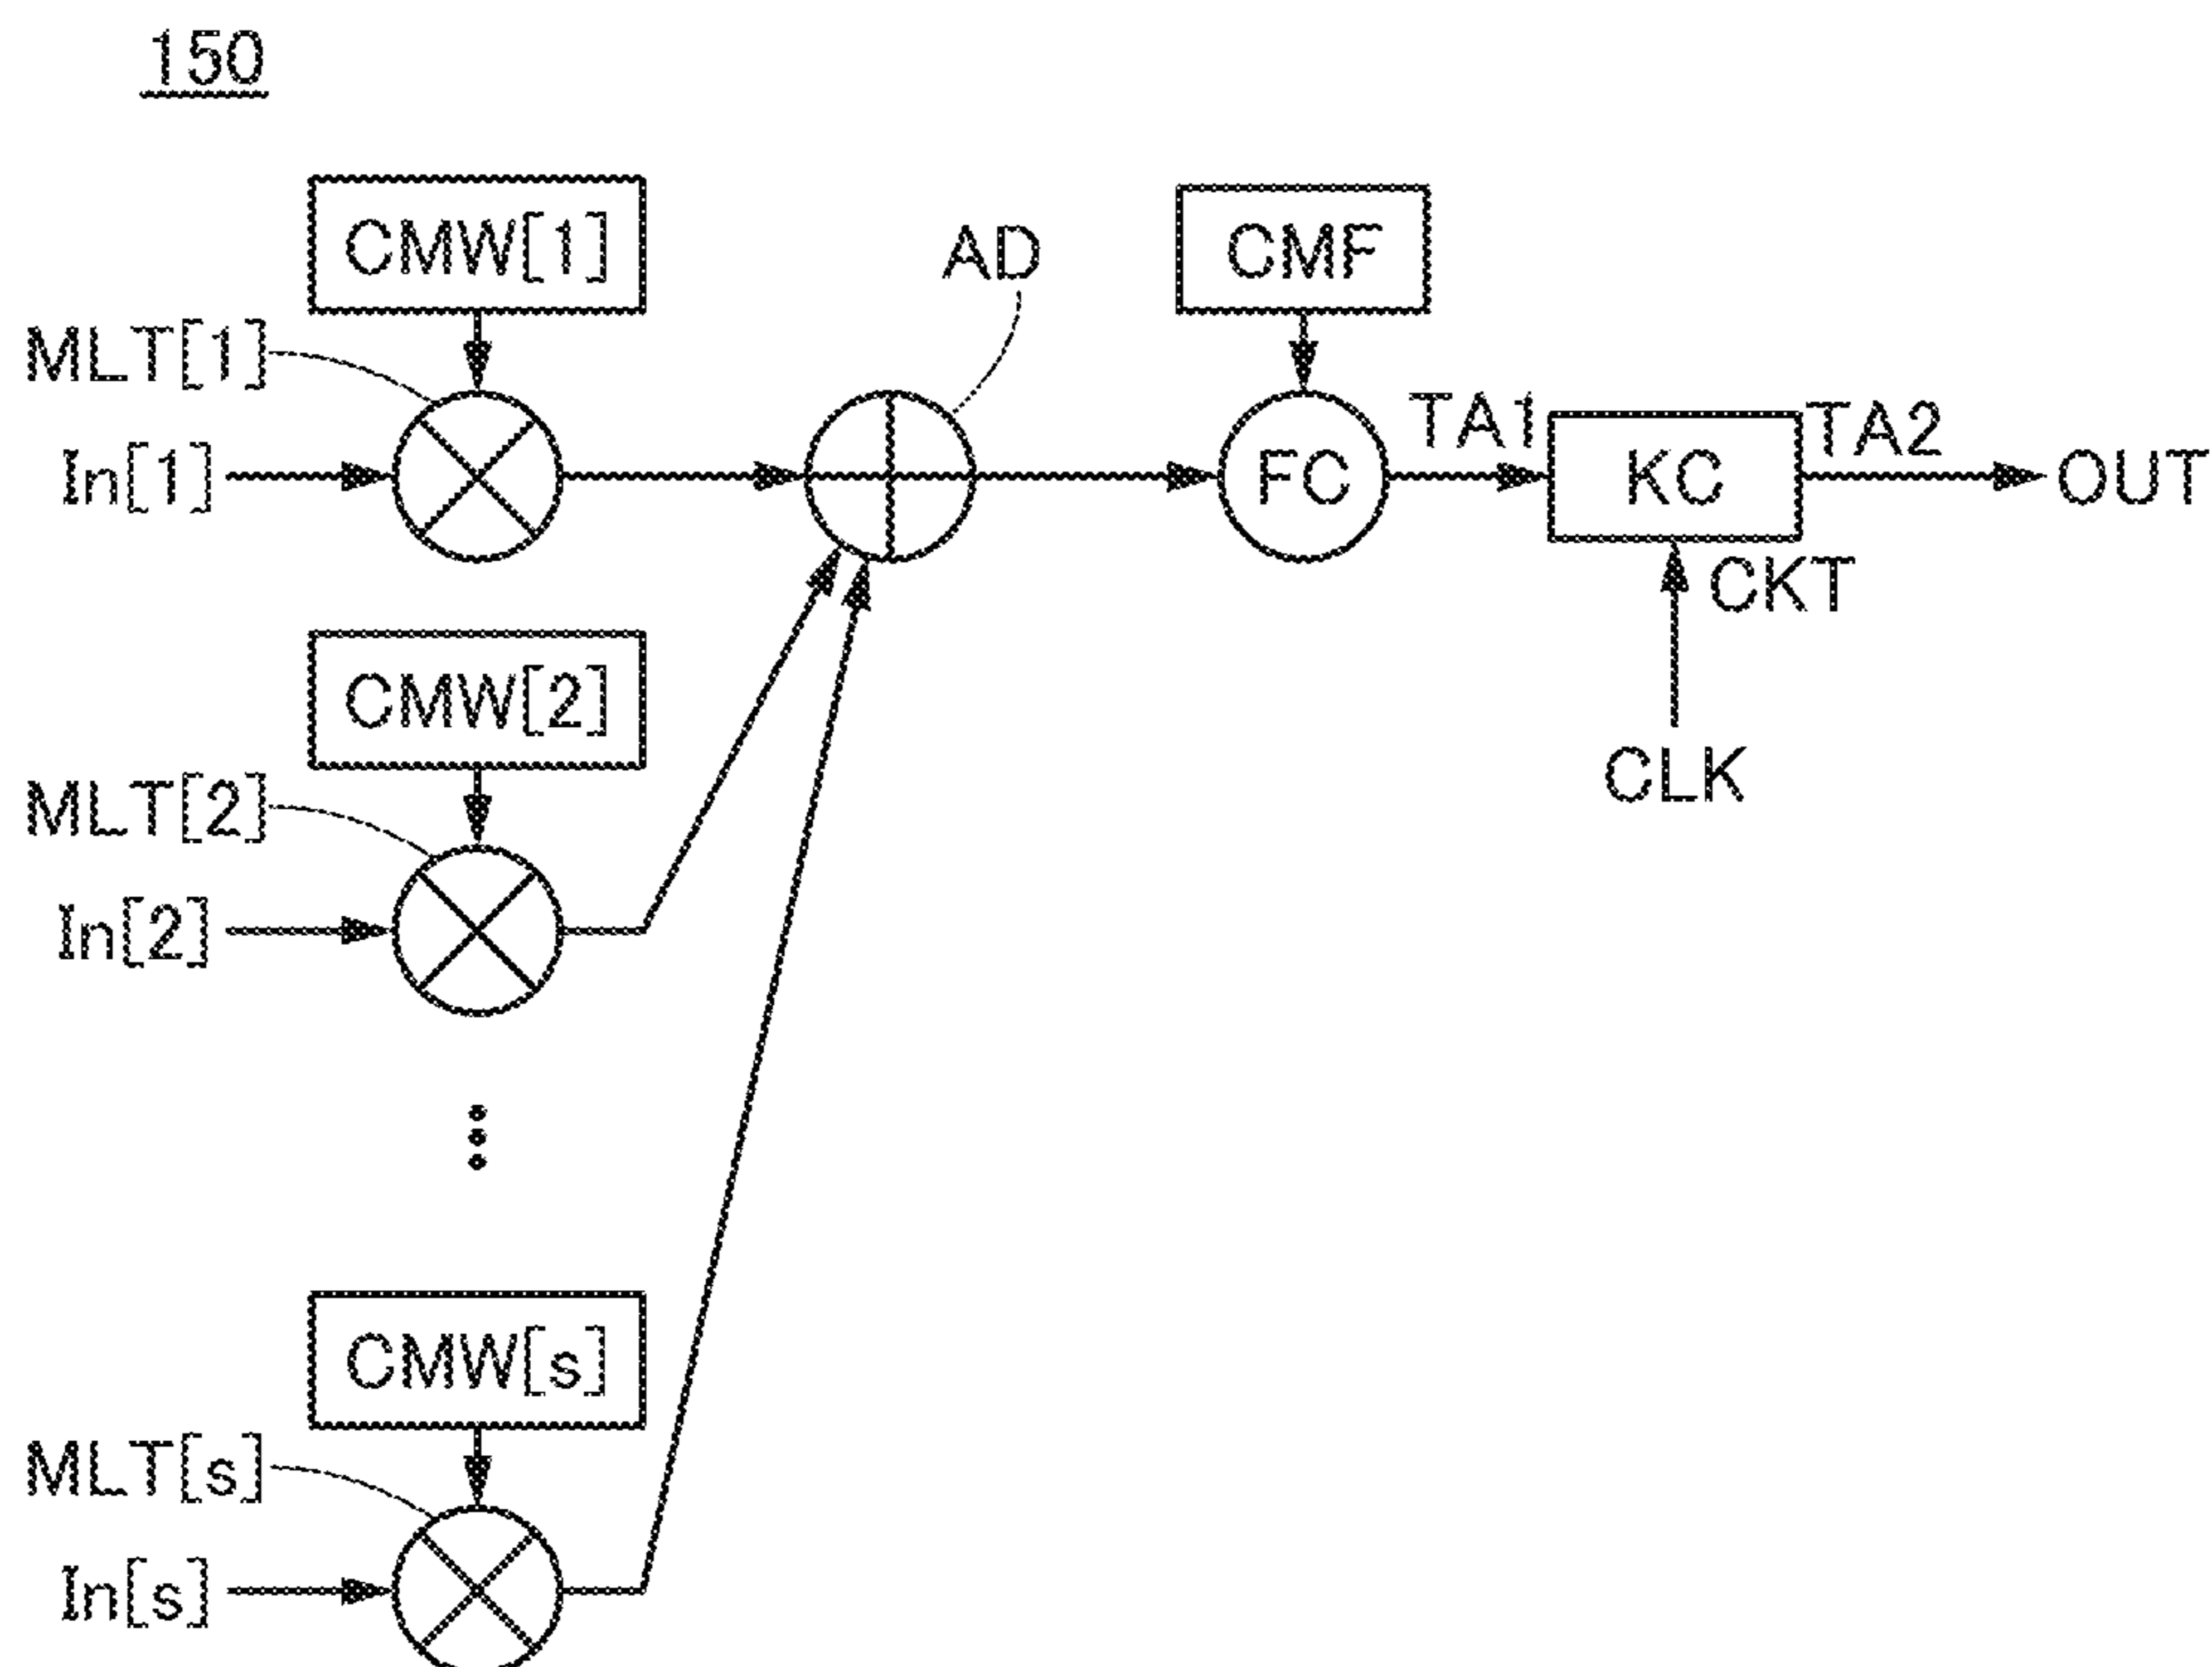 150
CMW[1]
AD
CMF
MLT[1]
In[1]
FC
TA1
KC
TA2
OUT
CKT
CLK
CMW[2]
MLT[2]
In[2]
CMW[s]
MLT[s]
In[s]